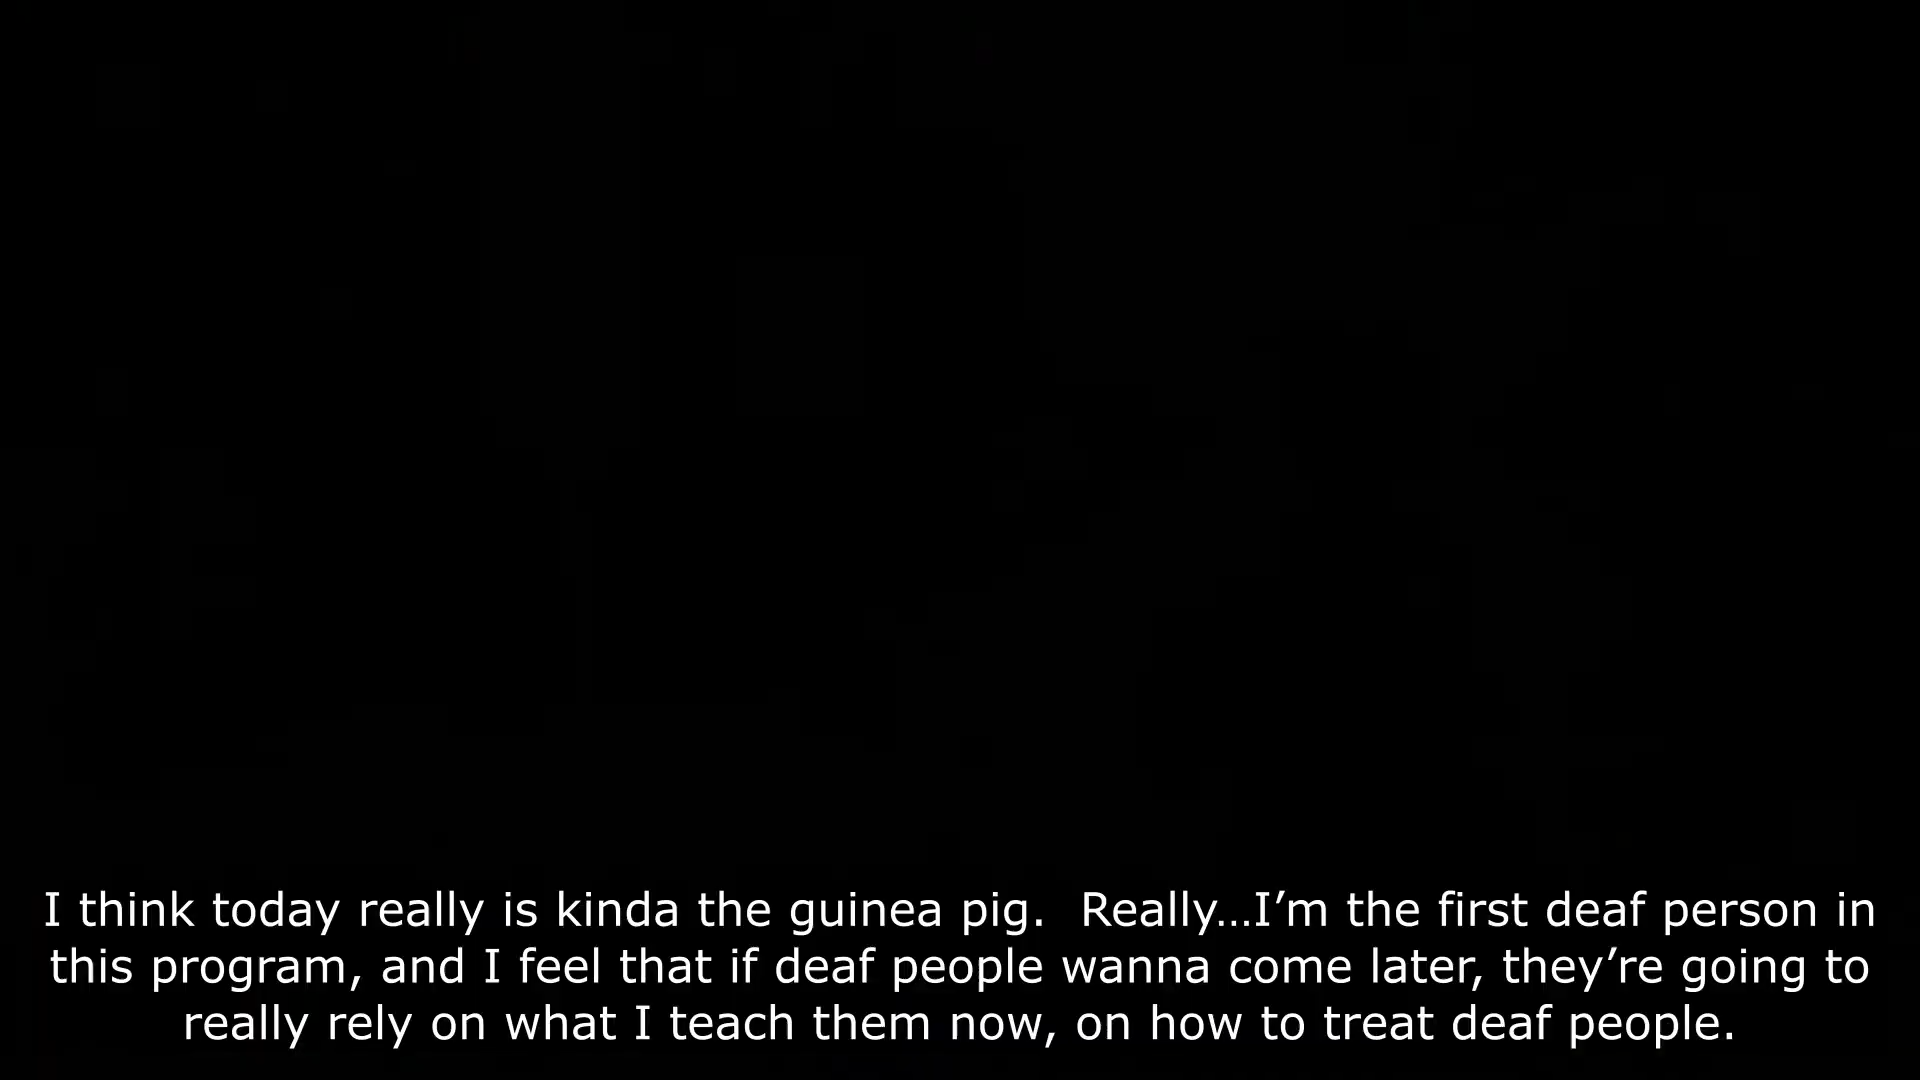 I think today really is kinda the guinea pig.  Really...I’m the first deaf person in
this program, and I feel that if deaf people wanna come later, they’re going to
really rely on what I teach them now, on how to treat deaf people.